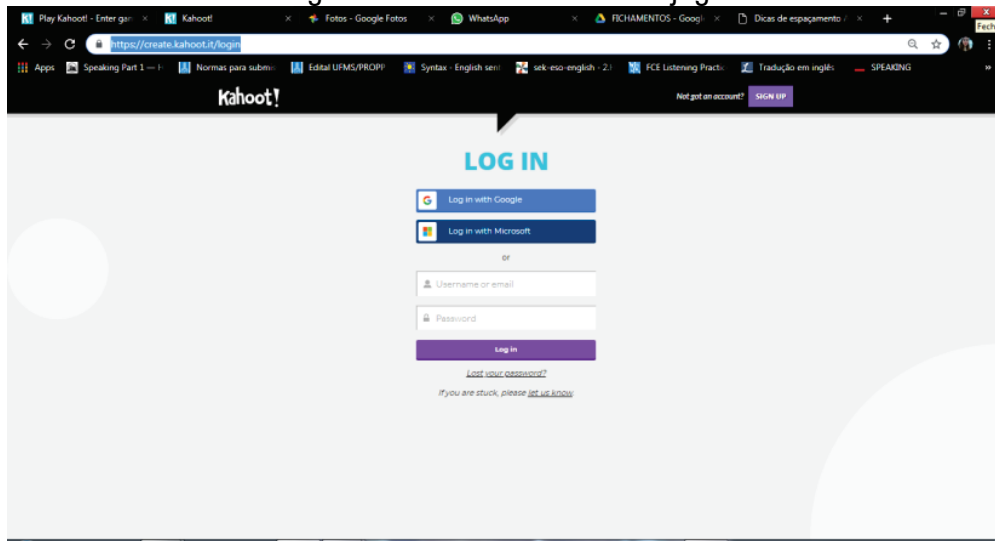 Play Kahoot! - Enter gar Kahoot! Fotos - Google Fotos WhatsApp FICHAMENTOS - Googl Dicas de espaçamento /
Fech
https://create.kahoot.it/login
Apps Speaking Part 1 — Normas para submi Edital UFMS/PROPP Syntax - English sent sek-eso-english - 2. FCE Listening Practic Tradução em inglês SPEAKING »
Kahoot!
Not got an account? SIGN UP
LOG IN
Log in with Google
Log in with Microsoft
or
Username or email
Password
Log in
Lost your password?
If you are stuck, please let us know.